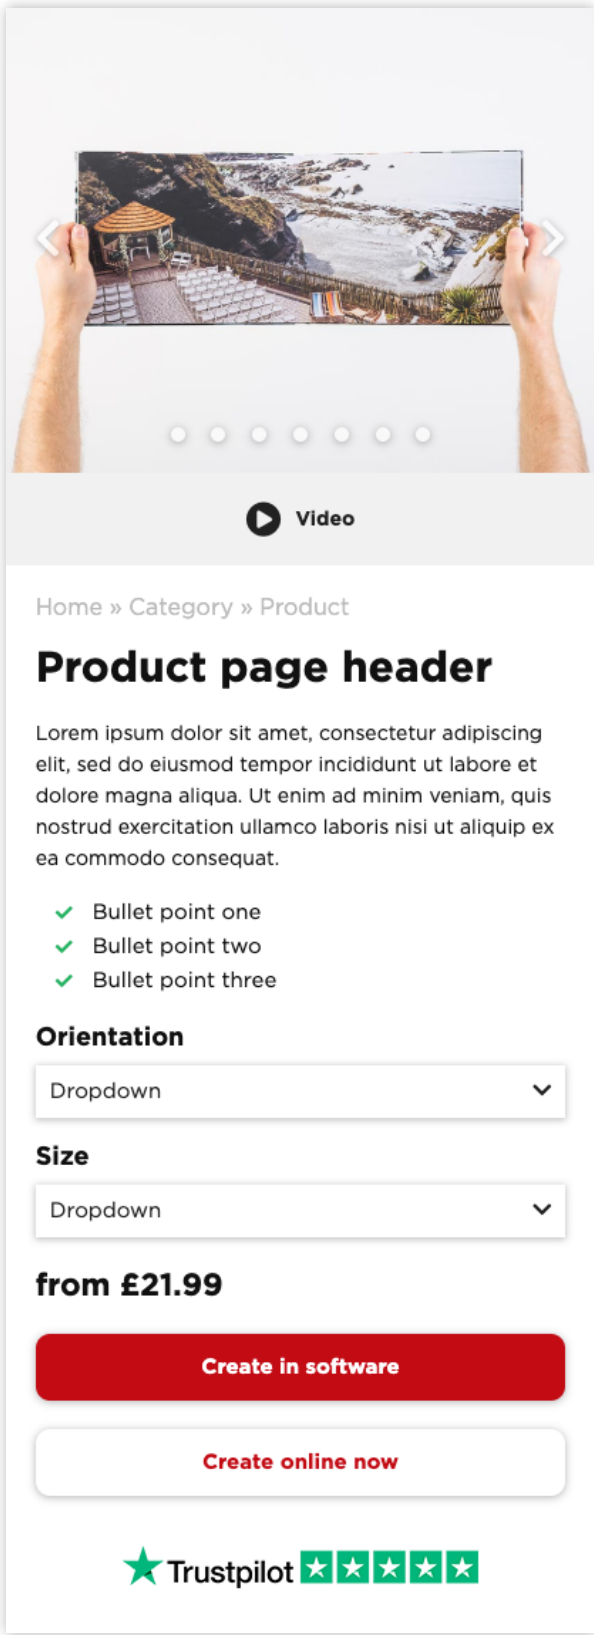 Video
Home » Category » Product
Product page header
Lorem ipsum dolor sit amet, consectetur adipiscing
elit, sed do eiusmod tempor incididunt ut labore et
dolore magna aliqua. Ut enim ad minim veniam, quis
nostrud exercitation ullamco laboris nisi ut aliquip ex
ea commodo consequat.
Bullet point one
Bullet point two
Bullet point three
Orientation
Dropdown
Size
Dropdown
from £21.99
Create in software
Create online now
Trustpilot